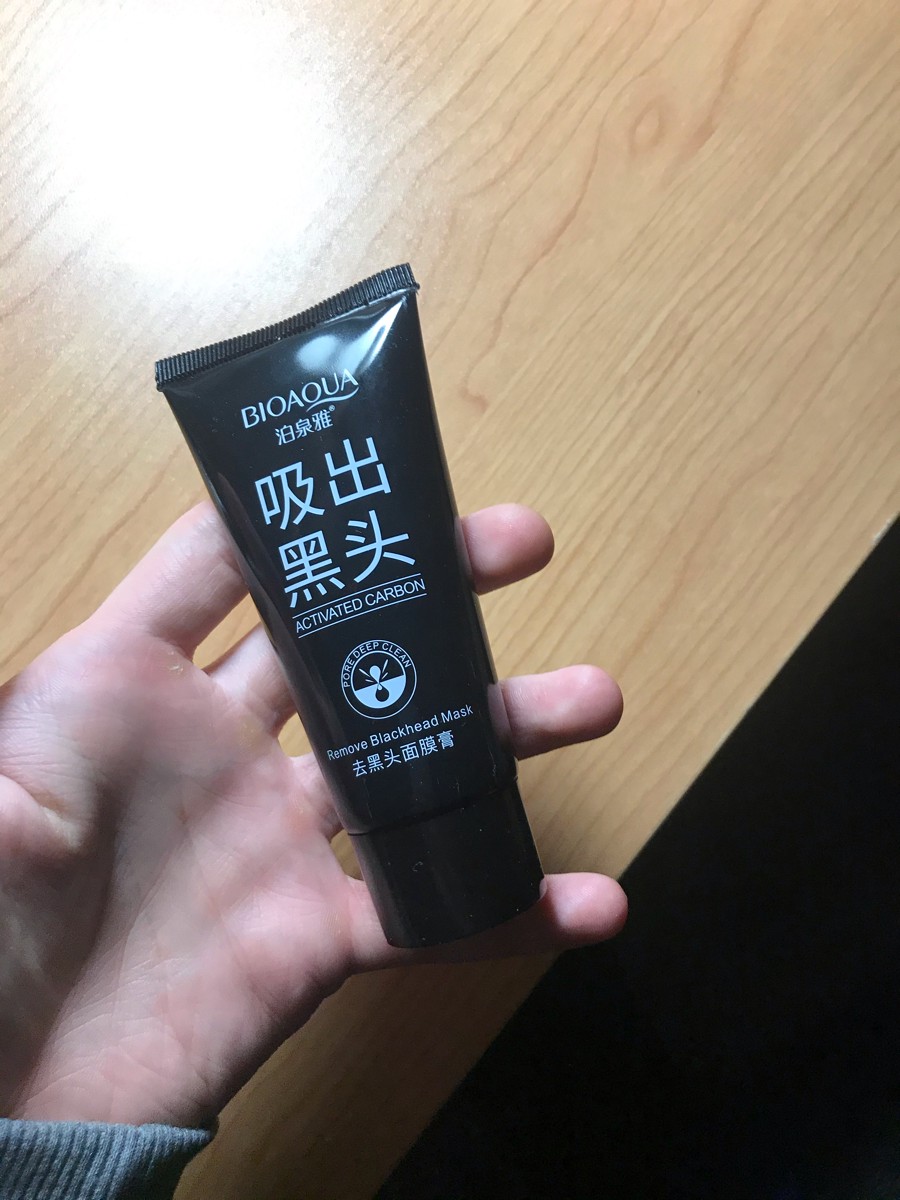 BIOAQUA
泊泉雅®
吸出
黑头
ACTIVATED CARBON
PORE DEEP CLEAN
Remove Blackhead Mask
去黑头面膜膏